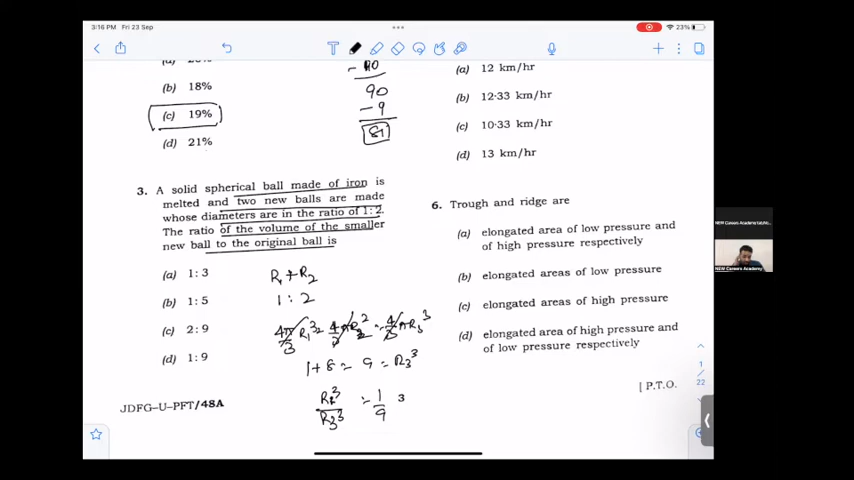 3:16 PM Fri 23 Sep
23%
(b) 18%
(c) 19%
(d) 21%
90
- 9
81
3. A solid spherical ball made of iron is
melted and two new balls are made
whose diameters are in the ratio of 1 : 2.
The ratio of the volume of the smaller
new ball to the original ball is
(a) 1 : 3
(b) 1 : 5
(c) 2 : 9
(d) 1 : 9
R1 + R2
1 : 2
1 + 8 = 9 = R3³
= 1/9
3
JDFG-U-PFT/48A
(a) 12 km/hr
(b) 12·33 km/hr
(c) 10·33 km/hr
(d) 13 km/hr
6. Trough and ridge are
(a) elongated area of low pressure and
of high pressure respectively
(b) elongated areas of low pressure
(c) elongated areas of high pressure
(d) elongated area of high pressure and
of low pressure respectively
[ P.T.O.
1
22
NEW Careers Academy